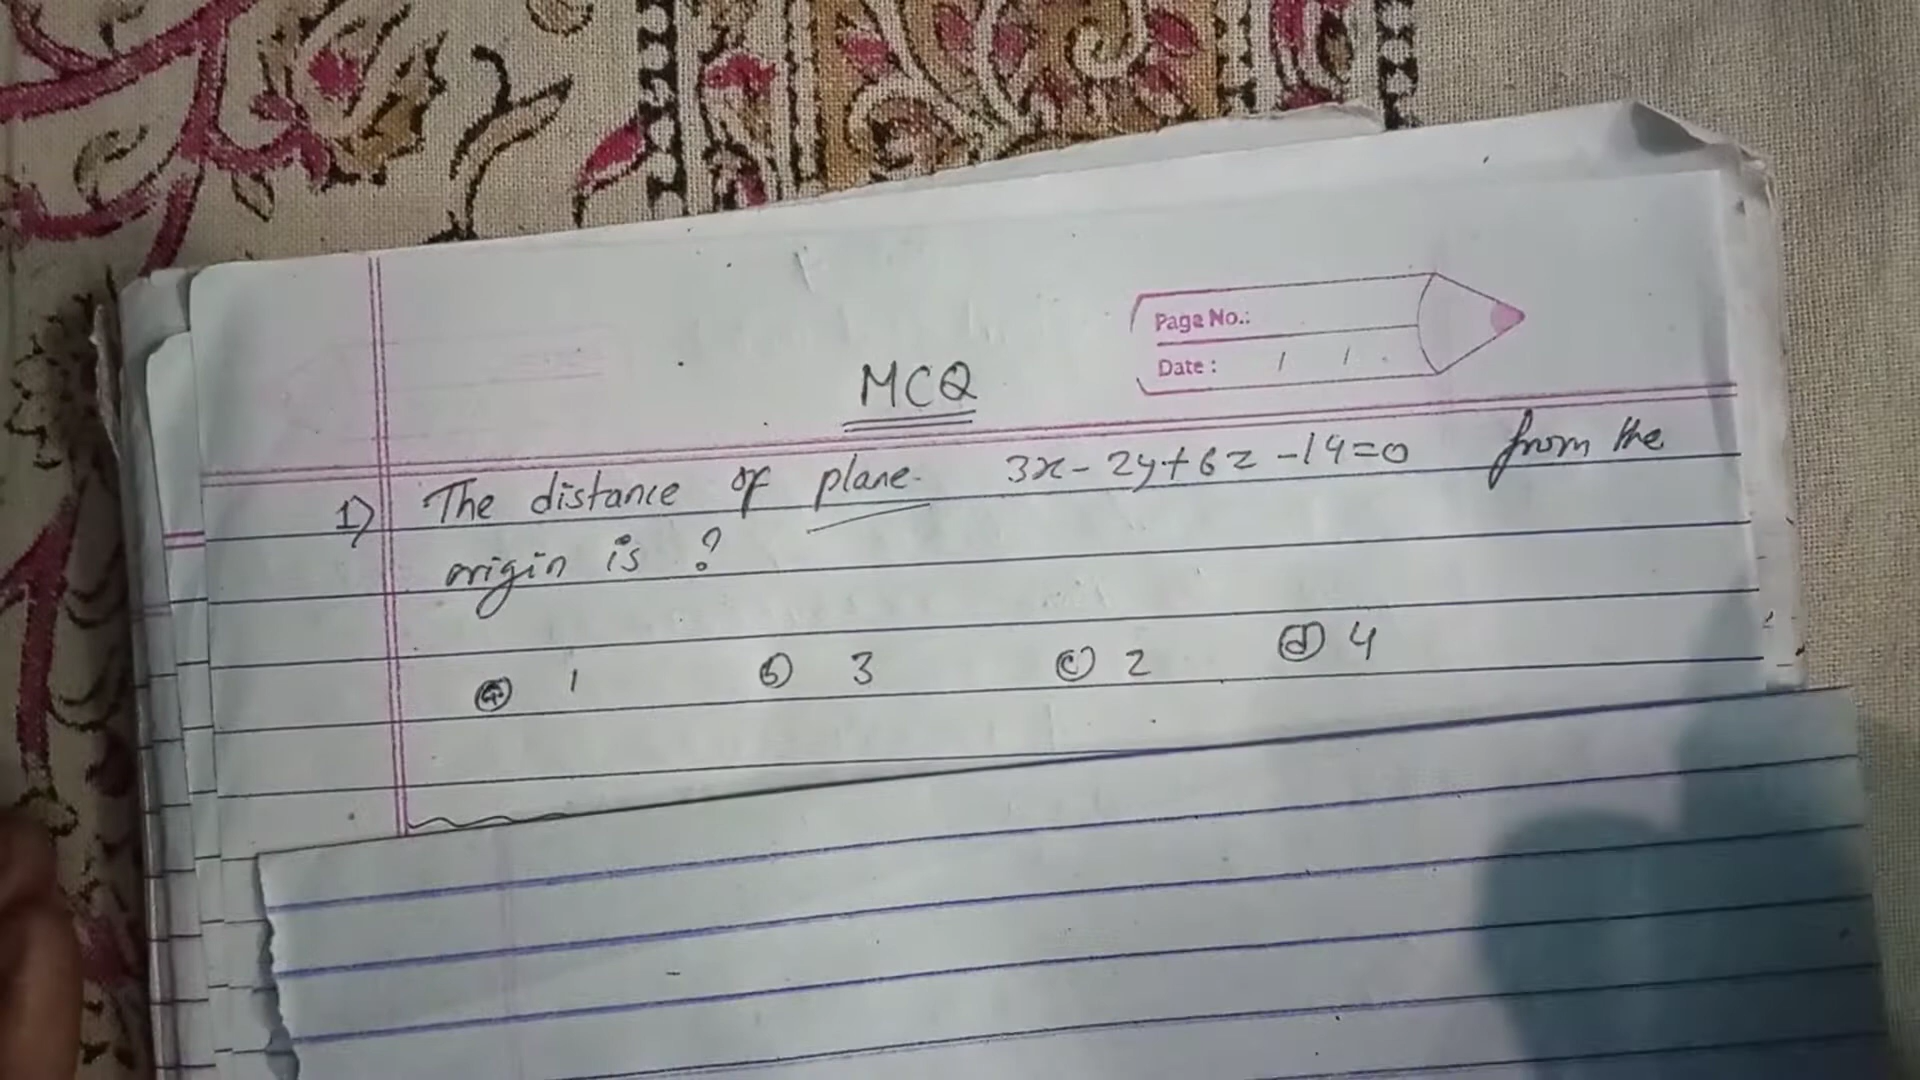 Page No.:
Date : / /
MCQ
1) The distance of plane. 3x-2y+6z-14=0 from the
origin is ?
(a) 1 (b) 3 (c) 2 (d) 4